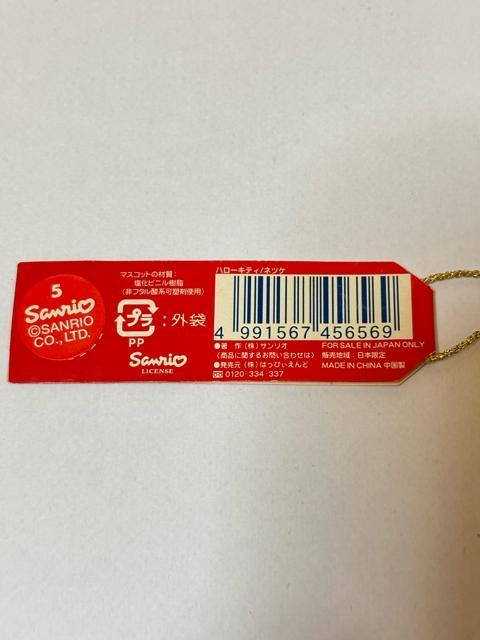 5
Sanrio
©SANRIO
CO., LTD.
マスコットの材質:
塩化ビニル樹脂
(非フタル酸系可塑剤使用)
プラ :外袋
PP
Sanrio
LICENSE
ハローキティ/ネツケ
4 991567 456569
●著 作 (株) サンリオ
〈商品に関するお問い合わせは〉
●発売元 (株) はっぴぃえんど
0120-334-337
FOR SALE IN JAPAN ONLY
販売地域:日本限定
MADE IN CHINA 中国製